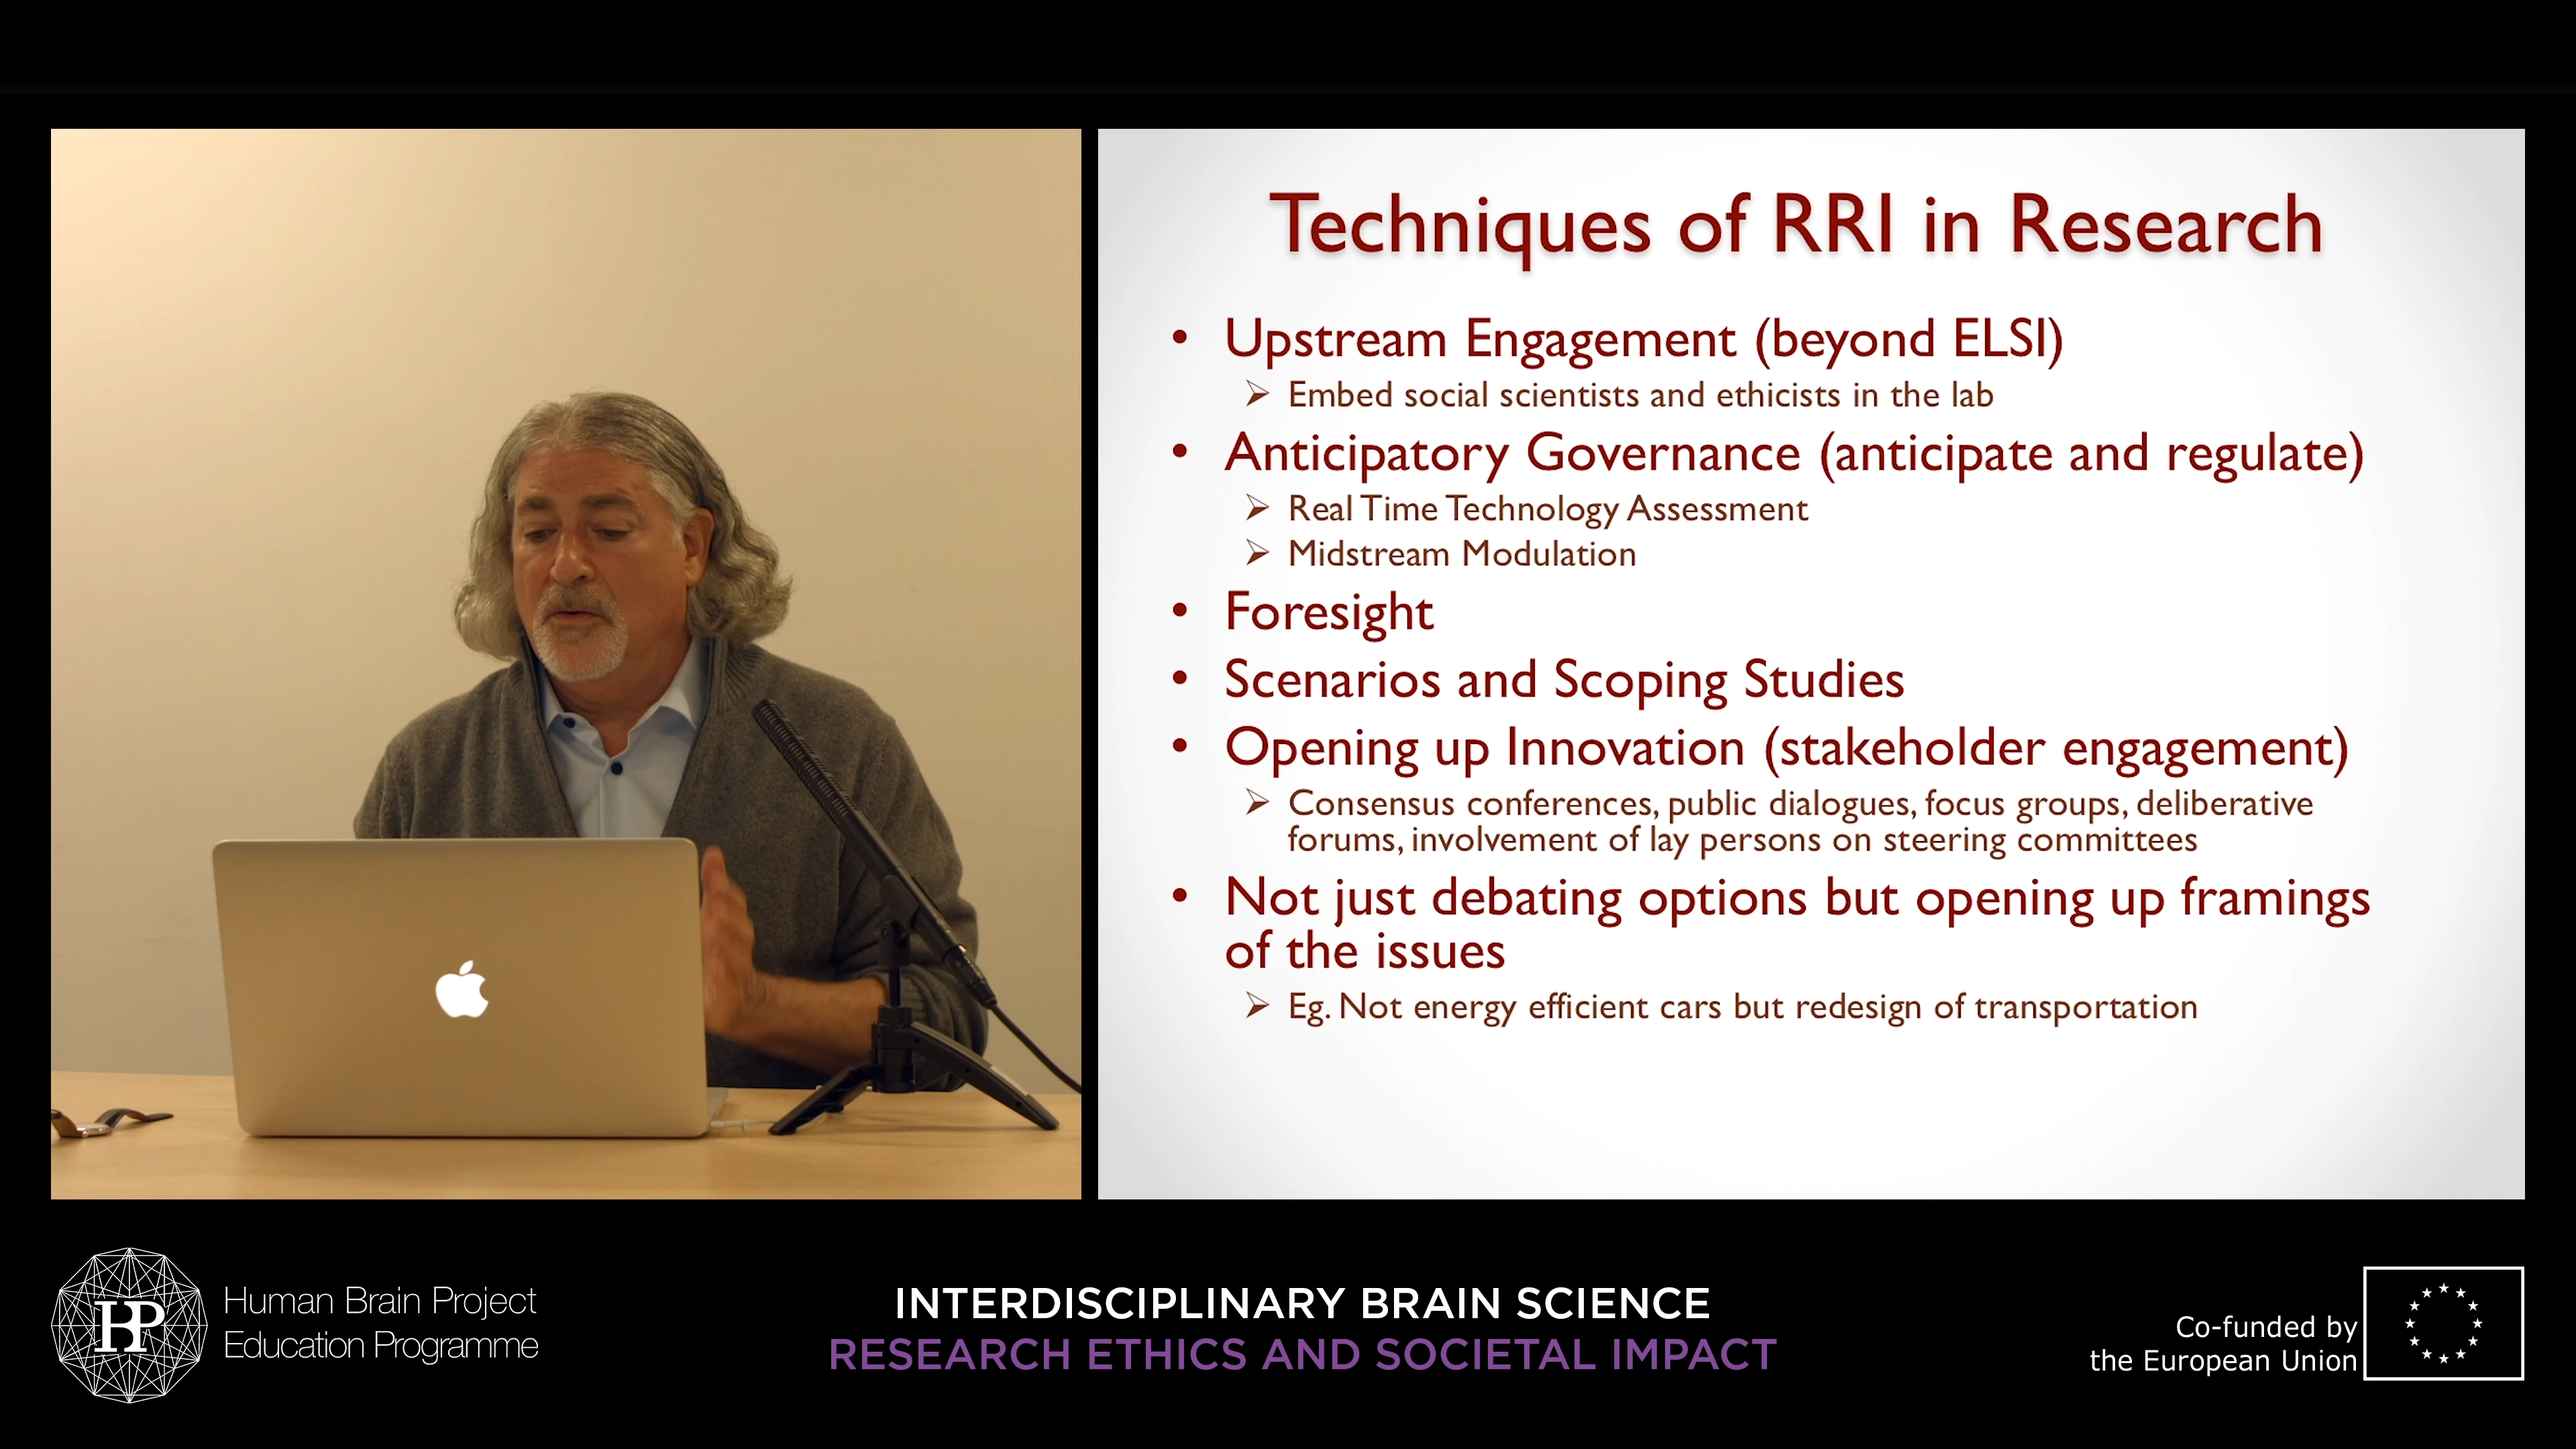 Techniques of RRI in Research
• Upstream Engagement (beyond ELSI)
➢ Embed social scientists and ethicists in the lab
• Anticipatory Governance (anticipate and regulate)
➢ Real Time Technology Assessment
➢ Midstream Modulation
• Foresight
• Scenarios and Scoping Studies
• Opening up Innovation (stakeholder engagement)
➢ Consensus conferences, public dialogues, focus groups, deliberative
forums, involvement of lay persons on steering committees
• Not just debating options but opening up framings
of the issues
➢ Eg. Not energy efficient cars but redesign of transportation
HBP
Human Brain Project
Education Programme
INTERDISCIPLINARY BRAIN SCIENCE
RESEARCH ETHICS AND SOCIETAL IMPACT
Co-funded by
the European Union